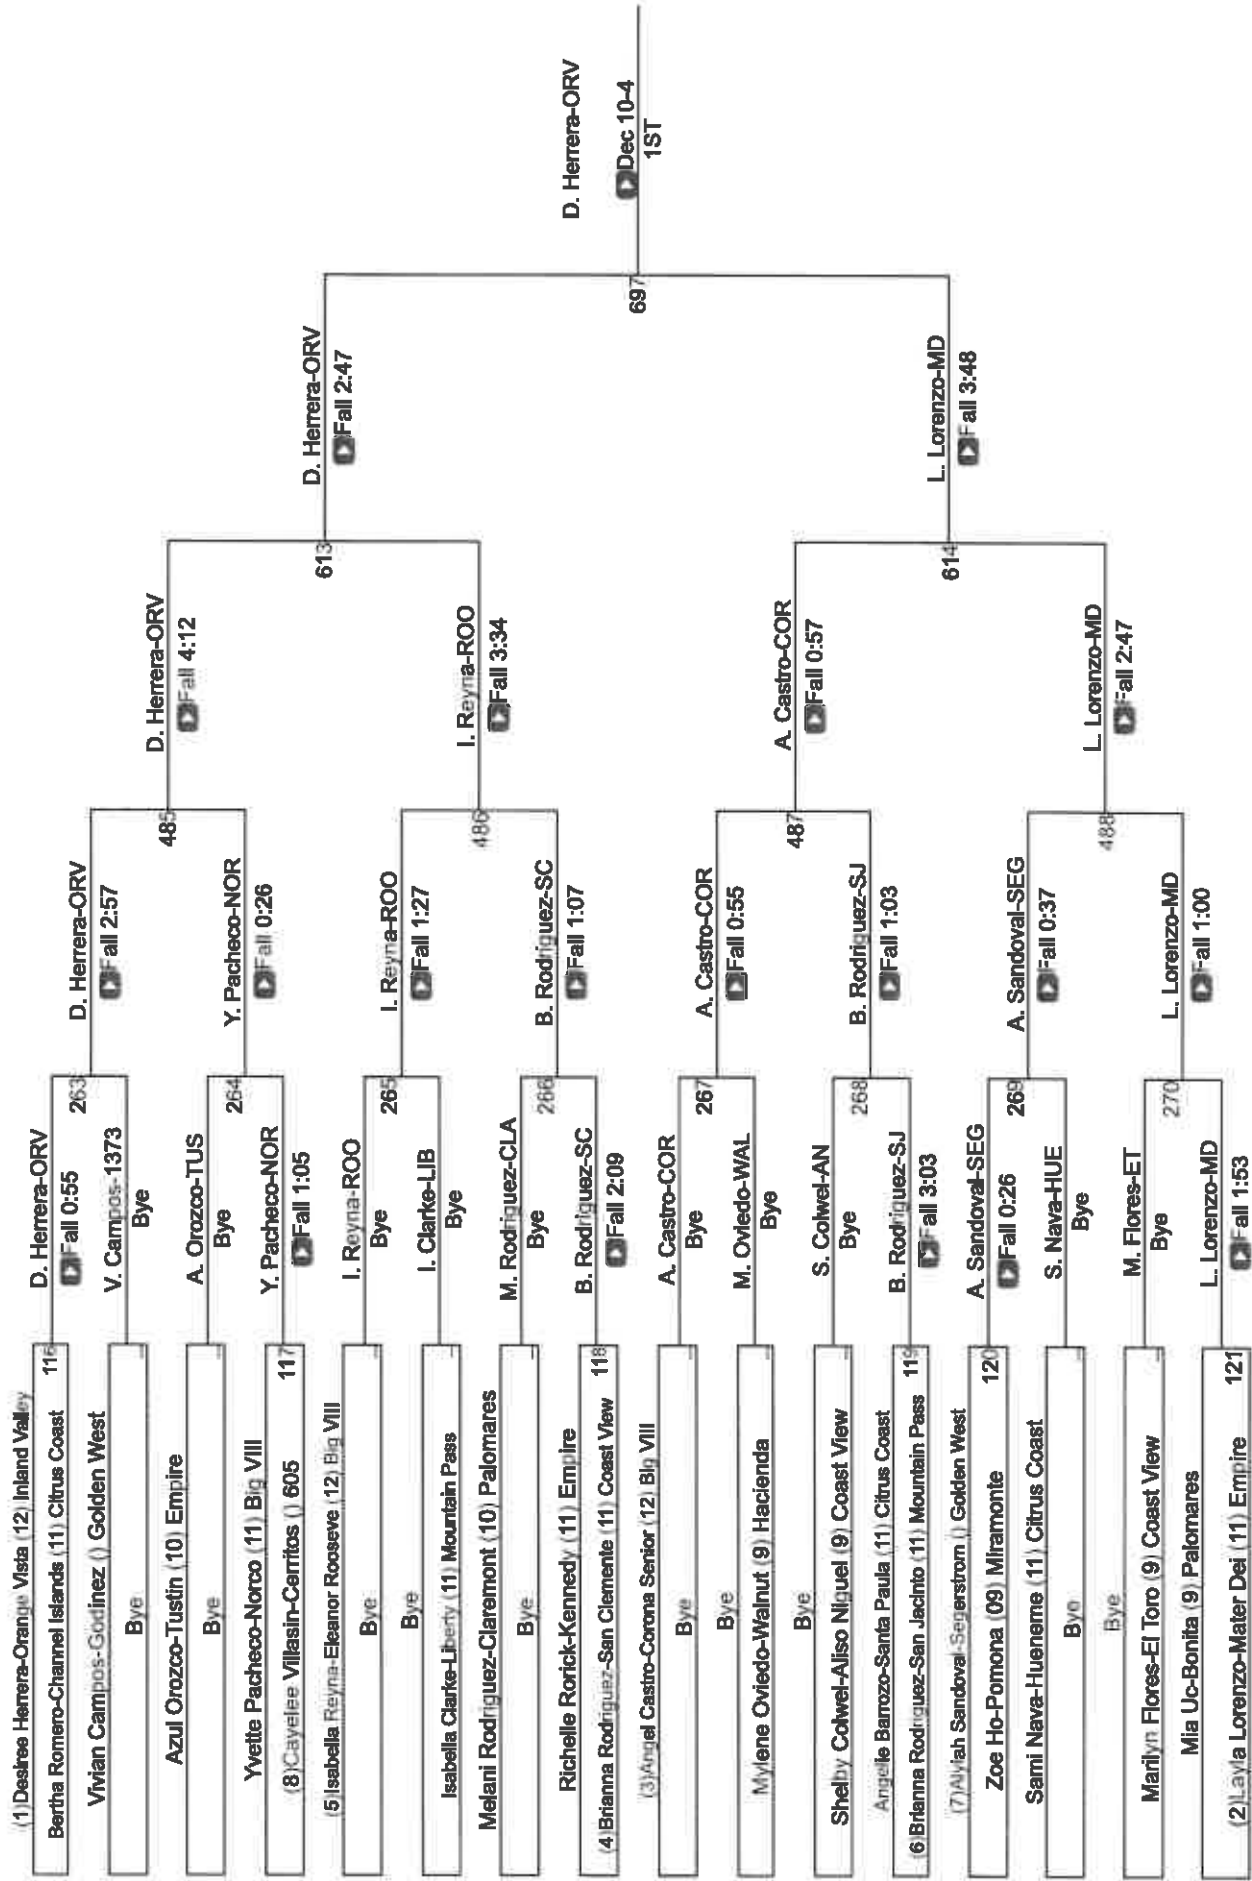 (1)Desiree Herrera-Orange Vista (12) Inland Valley
116
Bertha Romero-Channel Islands (11) Citrus Coast
Vivian Campos-Godinez () Golden West
Bye
Azul Orozco-Tustin (10) Empire
Bye
Yvette Pacheco-Norco (11) Big VIII
117
(8)Cayelee Villasin-Cerritos () 605
(5)Isabella Reyna-Eleanor Rooseve (12) Big VIII
Bye
Bye
Isabella Clarke-Liberty (11) Mountain Pass
Melani Rodriguez-Claremont (10) Palomares
Bye
Richelle Rorick-Kennedy (11) Empire
118
(4)Brianna Rodriguez-San Clemente (11) Coast View
(3)Angel Castro-Corona Senior (12) Big VIII
Bye
Bye
Mylene Oviedo-Walnut (9) Hacienda
Bye
Shelby Colwel-Aliso Niguel (9) Coast View
Angelie Barrozo-Santa Paula (11) Citrus Coast
119
(6)Brianna Rodriguez-San Jacinto (11) Mountain Pass
(7)Alylah Sandoval-Segerstrom () Golden West
120
Zoe Ho-Pomona (09) Miramonte
Sami Nava-Hueneme (11) Citrus Coast
Bye
Bye
Marilyn Flores-El Toro (9) Coast View
Mia Uc-Bonita (9) Palomares
121
(2)Layla Lorenzo-Mater Dei (11) Empire
D. Herrera-ORV
Fall 0:55
263
V. Campos-1373
Bye
A. Orozco-TUS
Bye
264
Y. Pacheco-NOR
Fall 1:05
I. Reyna-ROO
Bye
265
I. Clarke-LIB
Bye
M. Rodriguez-CLA
Bye
266
B. Rodriguez-SC
Fall 2:09
A. Castro-COR
Bye
267
M. Oviedo-WAL
Bye
S. Colwel-AN
Bye
268
B. Rodriguez-SJ
Fall 3:03
A. Sandoval-SEG
Fall 0:26
269
S. Nava-HUE
Bye
M. Flores-ET
Bye
270
L. Lorenzo-MD
Fall 1:53
D. Herrera-ORV
Fall 2:57
485
Y. Pacheco-NOR
Fall 0:26
I. Reyna-ROO
Fall 1:27
486
B. Rodriguez-SC
Fall 1:07
A. Castro-COR
Fall 0:55
487
B. Rodriguez-SJ
Fall 1:03
A. Sandoval-SEG
Fall 0:37
488
L. Lorenzo-MD
Fall 1:00
D. Herrera-ORV
Fall 4:12
613
I. Reyna-ROO
Fall 3:34
A. Castro-COR
Fall 0:57
614
L. Lorenzo-MD
Fall 2:47
D. Herrera-ORV
Fall 2:47
697
L. Lorenzo-MD
Fall 3:48
D. Herrera-ORV
Dec 10-4
1ST